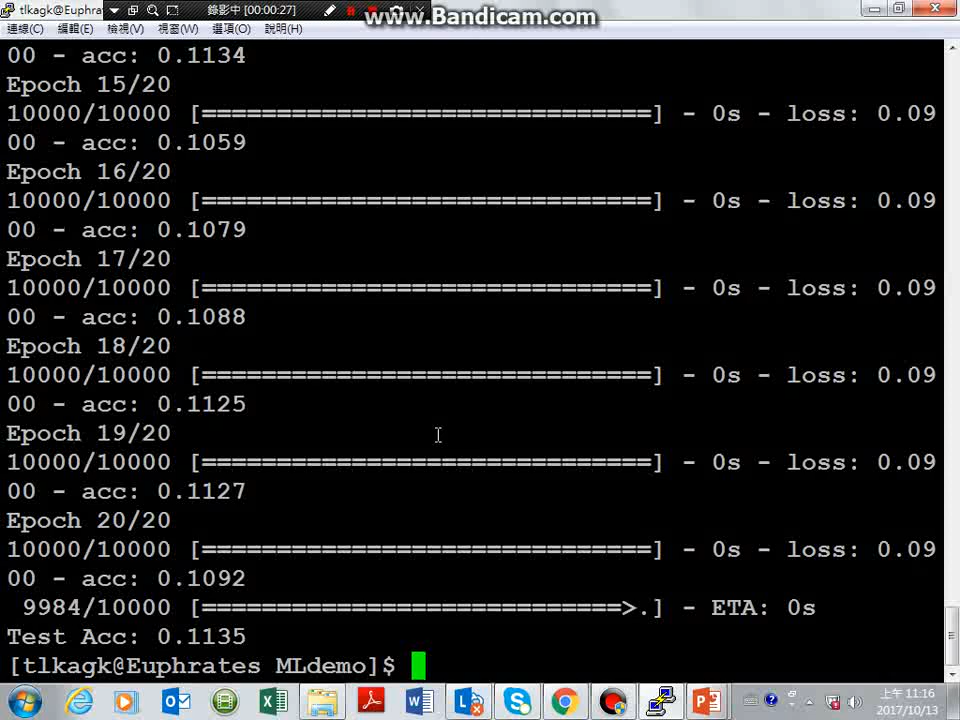 tlkagk@Euphra
錄影中 [00:00:27]
www.Bandicam.com
連線(C) 編輯(E) 檢視(V) 視窗(W) 選項(O) 說明(H)
00 - acc: 0.1134
Epoch 15/20
10000/10000 [==============================] - 0s - loss: 0.09
00 - acc: 0.1059
Epoch 16/20
10000/10000 [==============================] - 0s - loss: 0.09
00 - acc: 0.1079
Epoch 17/20
10000/10000 [==============================] - 0s - loss: 0.09
00 - acc: 0.1088
Epoch 18/20
10000/10000 [==============================] - 0s - loss: 0.09
00 - acc: 0.1125
Epoch 19/20
10000/10000 [==============================] - 0s - loss: 0.09
00 - acc: 0.1127
Epoch 20/20
10000/10000 [==============================] - 0s - loss: 0.09
00 - acc: 0.1092
9984/10000 [============================>.] - ETA: 0s
Test Acc: 0.1135
[tlkagk@Euphrates MLdemo]$
上午 11:16
2017/10/13